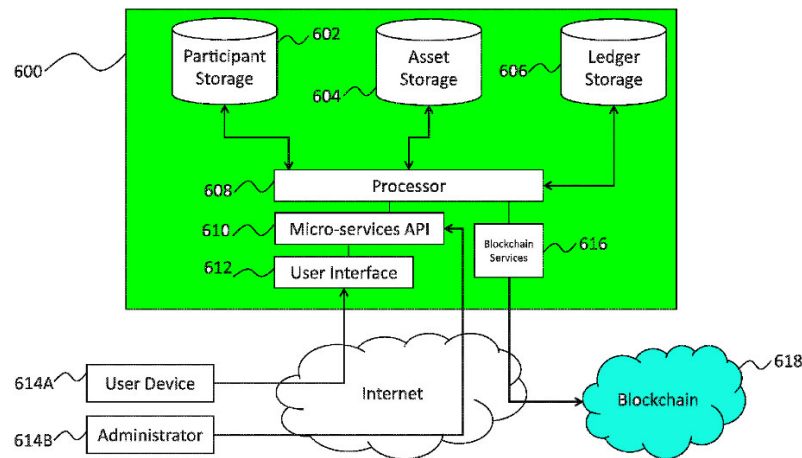 602
Participant
Storage
Asset
Storage
604
Ledger
Storage
606
600
608
Processor
610
Micro-services API
612
User Interface
Blockchain
Services
616
614A
User Device
Internet
Blockchain
618
614B
Administrator